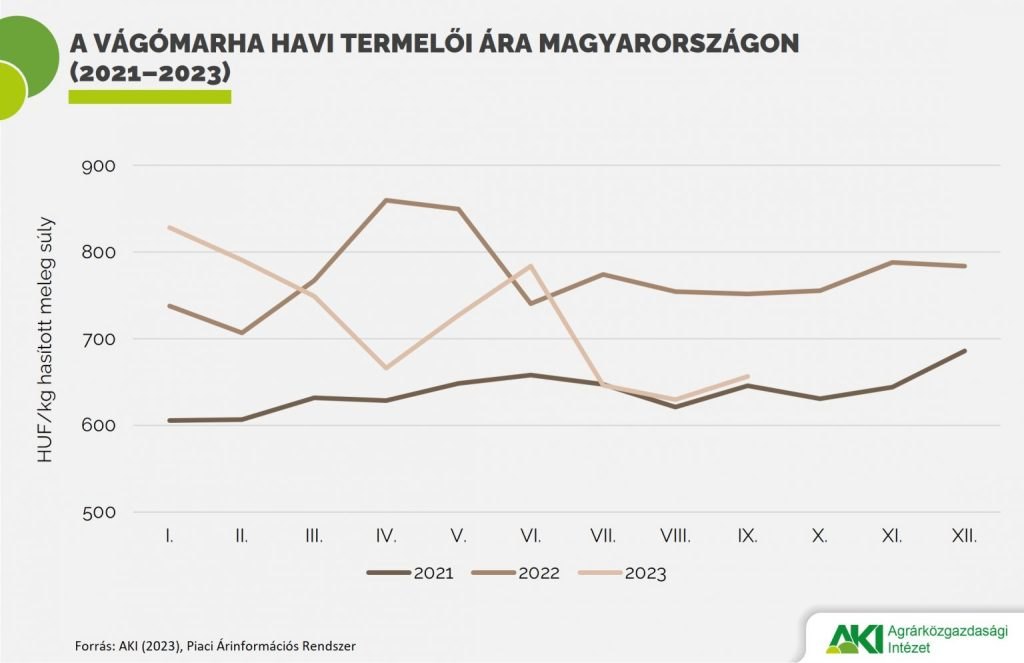 A VÁGÓMARHA HAVI TERMELŐI ÁRA MAGYARORSZÁGON
(2021–2023)
HUF/kg hasított meleg súly
900
800
700
600
500
I. II. III. IV. V. VI. VII. VIII. IX. X. XI. XII.
2021 2022 2023
Forrás: AKI (2023), Piaci Árinformációs Rendszer
AKI Agrárközgazdasági
Intézet